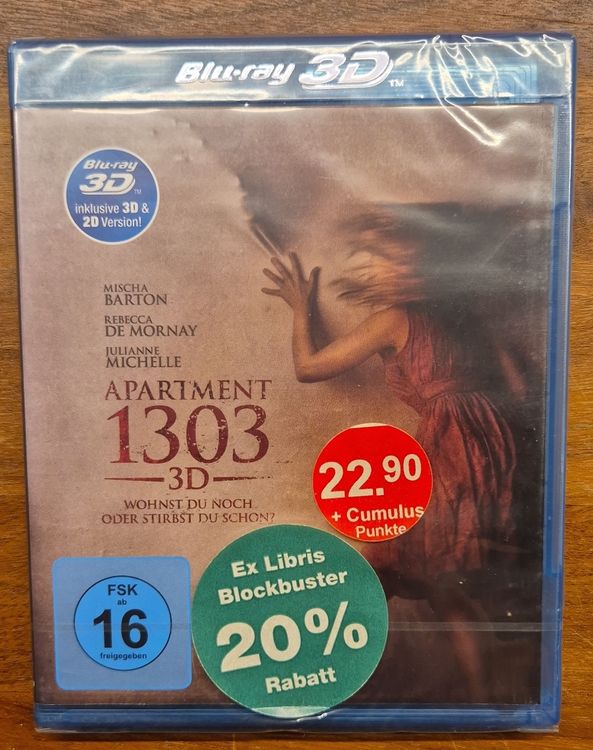 Blu-ray 3D™
Blu-ray
3D™
inklusive 3D &
2D Version!
MISCHA
BARTON
REBECCA
DE MORNAY
JULIANNE
MICHELLE
APARTMENT
1303
3D
WOHNST DU NOCH,
ODER STIRBST DU SCHON?
22.90
+ Cumulus
Punkte
Ex Libris
Blockbuster
20%
Rabatt
FSK
ab
16
freigegeben